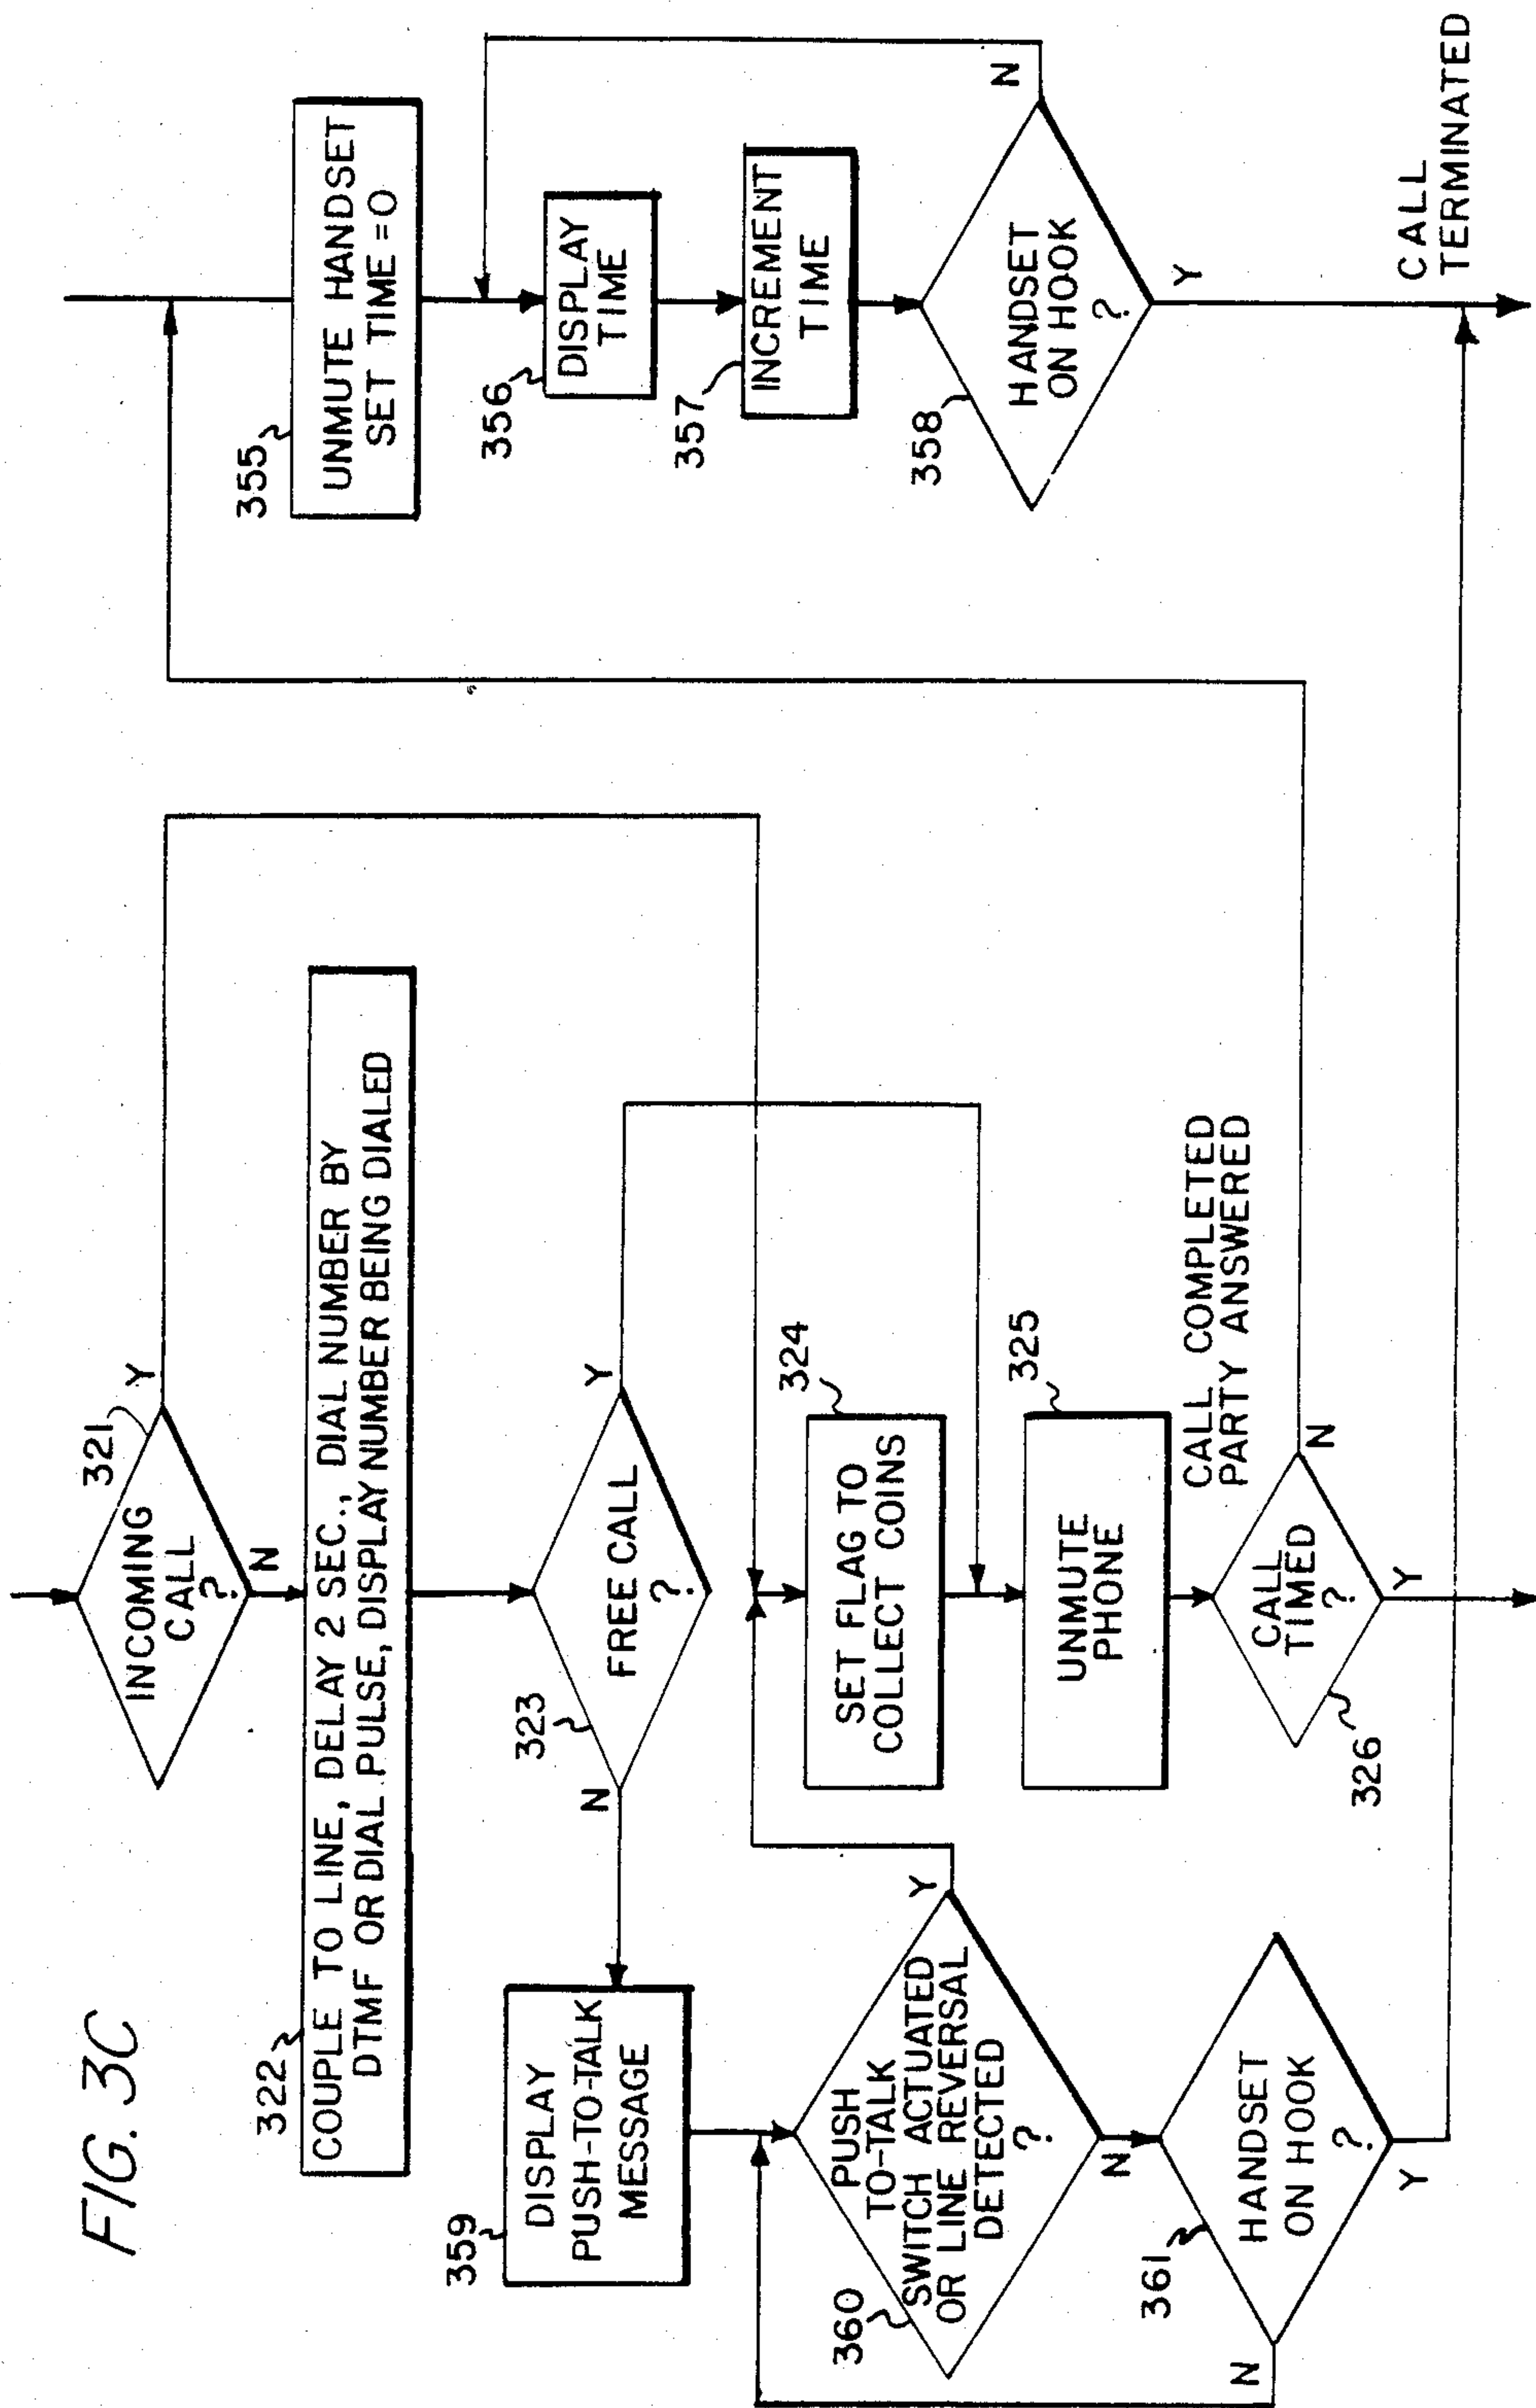 FIG. 3C
321
INCOMING
CALL
?
Y
N
322
COUPLE TO LINE, DELAY 2 SEC., DIAL NUMBER BY
DTMF OR DIAL PULSE, DISPLAY NUMBER BEING DIALED
323
FREE CALL
?
N
Y
359
DISPLAY
PUSH-TO-TALK
MESSAGE
360
PUSH
TO-TALK
SWITCH ACTUATED
OR LINE REVERSAL
DETECTED
?
Y
N
361
HANDSET
ON HOOK
?
N
Y
324
SET FLAG TO
COLLECT COINS
325
UNMUTE
PHONE
CALL COMPLETED
PARTY ANSWERED
326
CALL
TIMED
?
N
Y
355
UNMUTE HANDSET
SET TIME = 0
356
DISPLAY
TIME
357
INCREMENT
TIME
358
HANDSET
ON HOOK
?
N
Y
CALL
TERMINATED